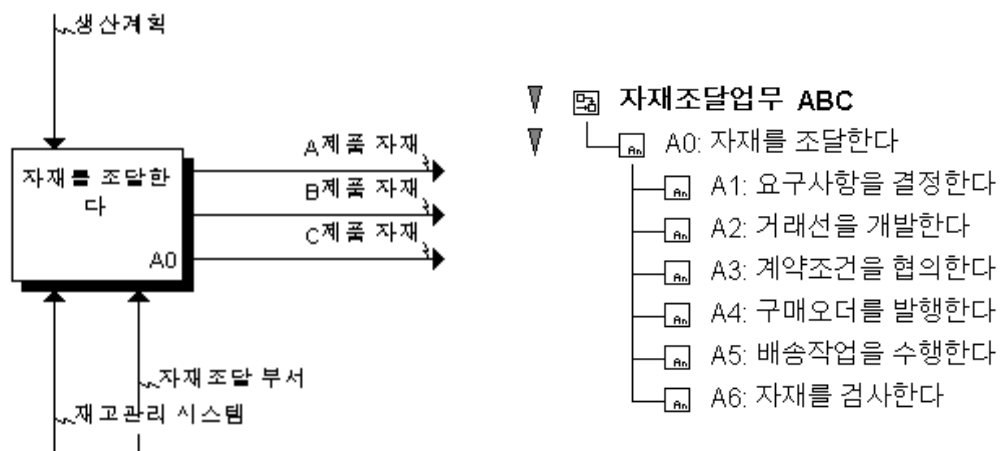 생산계획
A제품 자재
자재를 조달한
다
B제품 자재
C제품 자재
A0
자재조달 부서
재고관리 시스템
자재조달업무 ABC
A0: 자재를 조달한다
A1: 요구사항을 결정한다
A2: 거래선을 개발한다
A3: 계약조건을 협의한다
A4: 구매오더를 발행한다
A5: 배송작업을 수행한다
A6: 자재를 검사한다